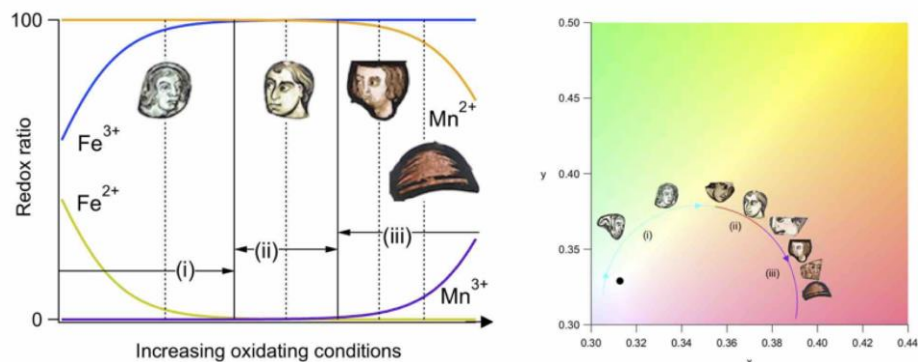 100
Redox ratio
Fe3+
Fe2+
Mn2+
Mn3+
(i)
(ii)
(iii)
0
Increasing oxidating conditions
0.50
0.45
y
0.40
0.35
0.30
(i)
(ii)
(iii)
0.30 0.32 0.34 0.36 0.38 0.40 0.42 0.44
x